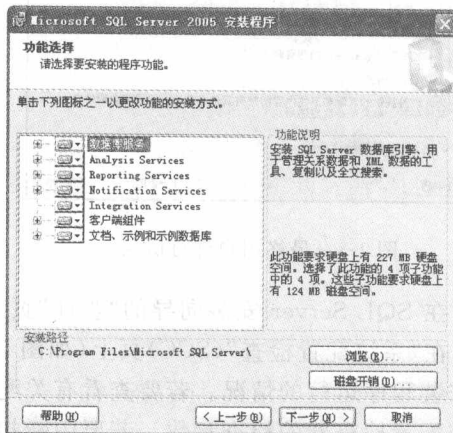 Microsoft SQL Server 2005 安装程序
功能选择
请选择要安装的程序功能。
单击下列图标之一以更改功能的安装方式。
数据库服务
Analysis Services
Reporting Services
Notification Services
Integration Services
客户端组件
文档、示例和示例数据库
功能说明
安装 SQL Server 数据库引擎、用于管理关系数据和 XML 数据的工具、复制以及全文搜索。
此功能要求硬盘上有 227 MB 硬盘空间。选择了此功能的 4 项子功能中的 4 项。这些子功能要求硬盘上有 124 MB 磁盘空间。
安装路径
C:\Program Files\Microsoft SQL Server\
浏览(R)...
磁盘开销(D)...
帮助(H)
< 上一步(B)
下一步(N) >
取消